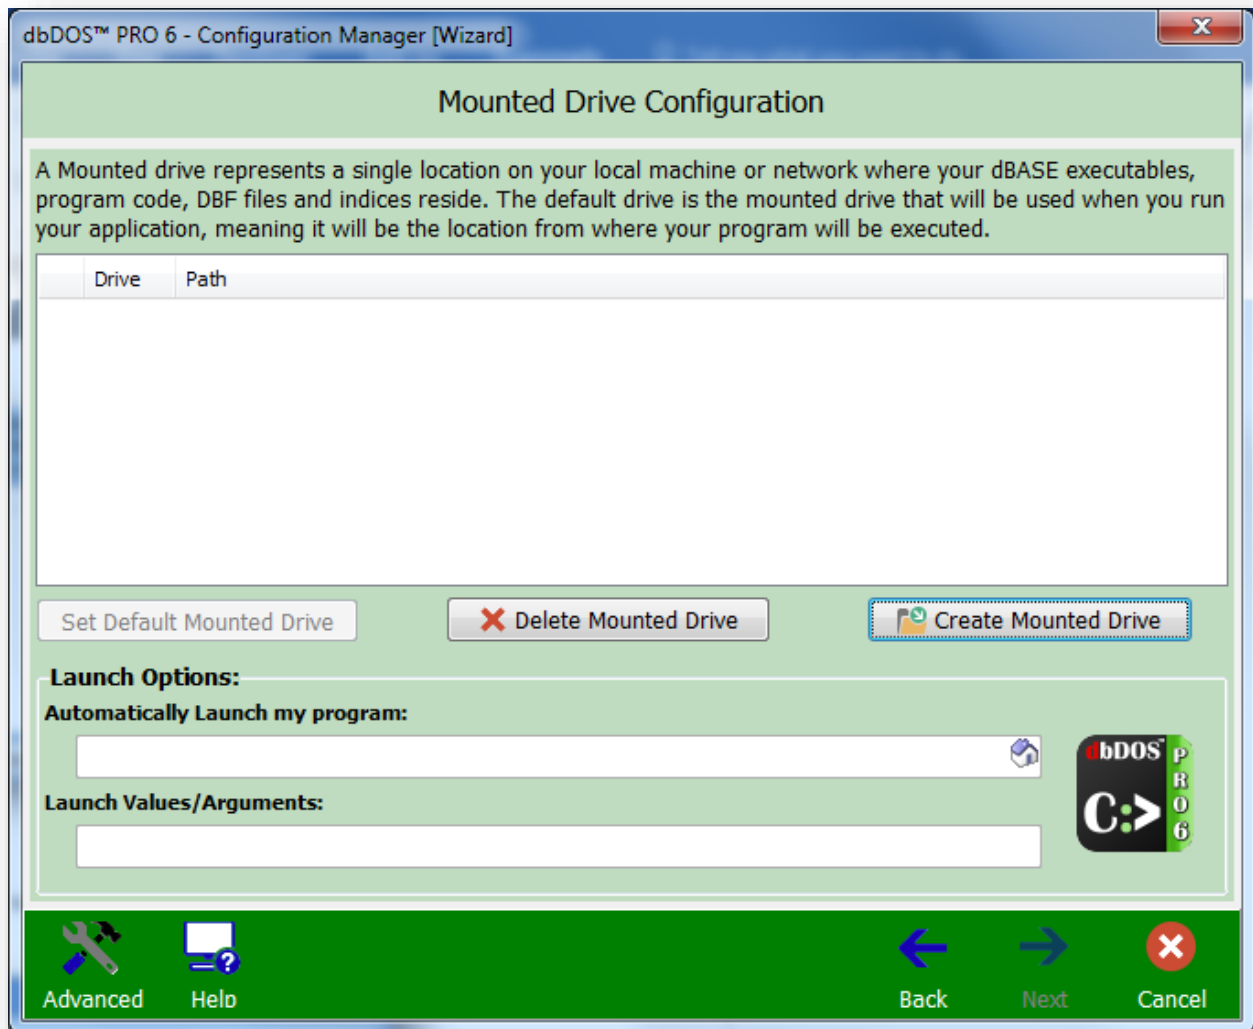 dbDOS™ PRO 6 - Configuration Manager [Wizard]
Mounted Drive Configuration
A Mounted drive represents a single location on your local machine or network where your dBASE executables,
program code, DBF files and indices reside. The default drive is the mounted drive that will be used when you run
your application, meaning it will be the location from where your program will be executed.
Drive Path
Set Default Mounted Drive Delete Mounted Drive Create Mounted Drive
Launch Options:
Automatically Launch my program:
Launch Values/Arguments:
dbDOS™ PRO6
C:>
Advanced Help Back Next Cancel